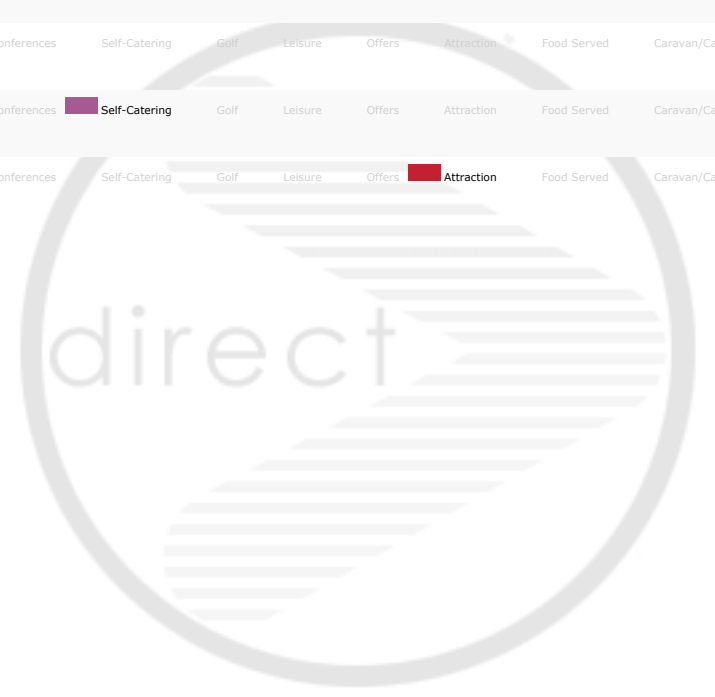 onferences Self-Catering Golf Leisure Offers Attraction Food Served Caravan/Ca
onferences Self-Catering Golf Leisure Offers Attraction Food Served Caravan/Ca
onferences Self-Catering Golf Leisure Offers Attraction Food Served Caravan/Ca
direct